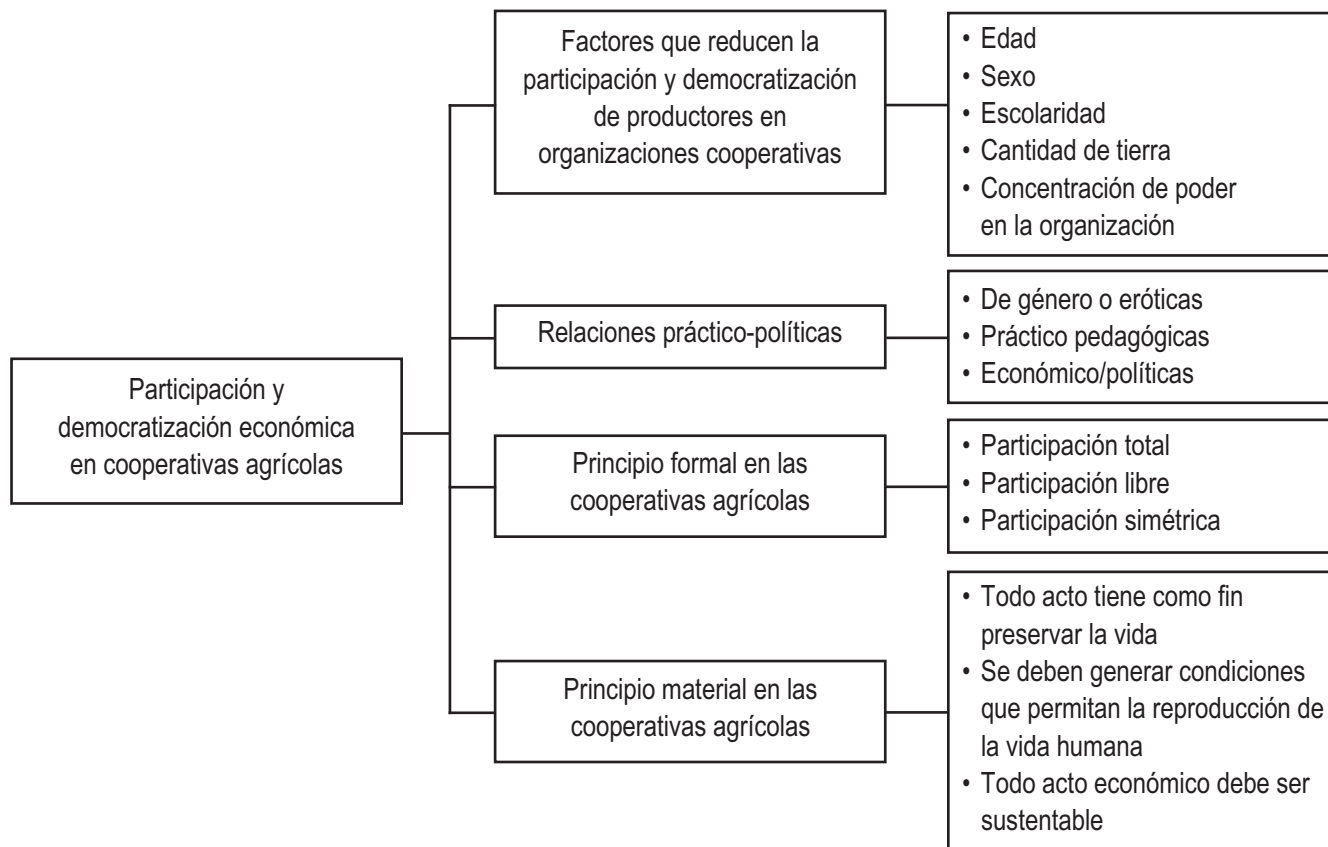 Participación y
democratización económica
en cooperativas agrícolas
Factores que reducen la
participación y democratización
de productores en
organizaciones cooperativas
• Edad
• Sexo
• Escolaridad
• Cantidad de tierra
• Concentración de poder
en la organización
Relaciones práctico-políticas
• De género o eróticas
• Práctico pedagógicas
• Económico/políticas
Principio formal en las
cooperativas agrícolas
• Participación total
• Participación libre
• Participación simétrica
Principio material en las
cooperativas agrícolas
• Todo acto tiene como fin
preservar la vida
• Se deben generar condiciones
que permitan la reproducción de
la vida humana
• Todo acto económico debe ser
sustentable